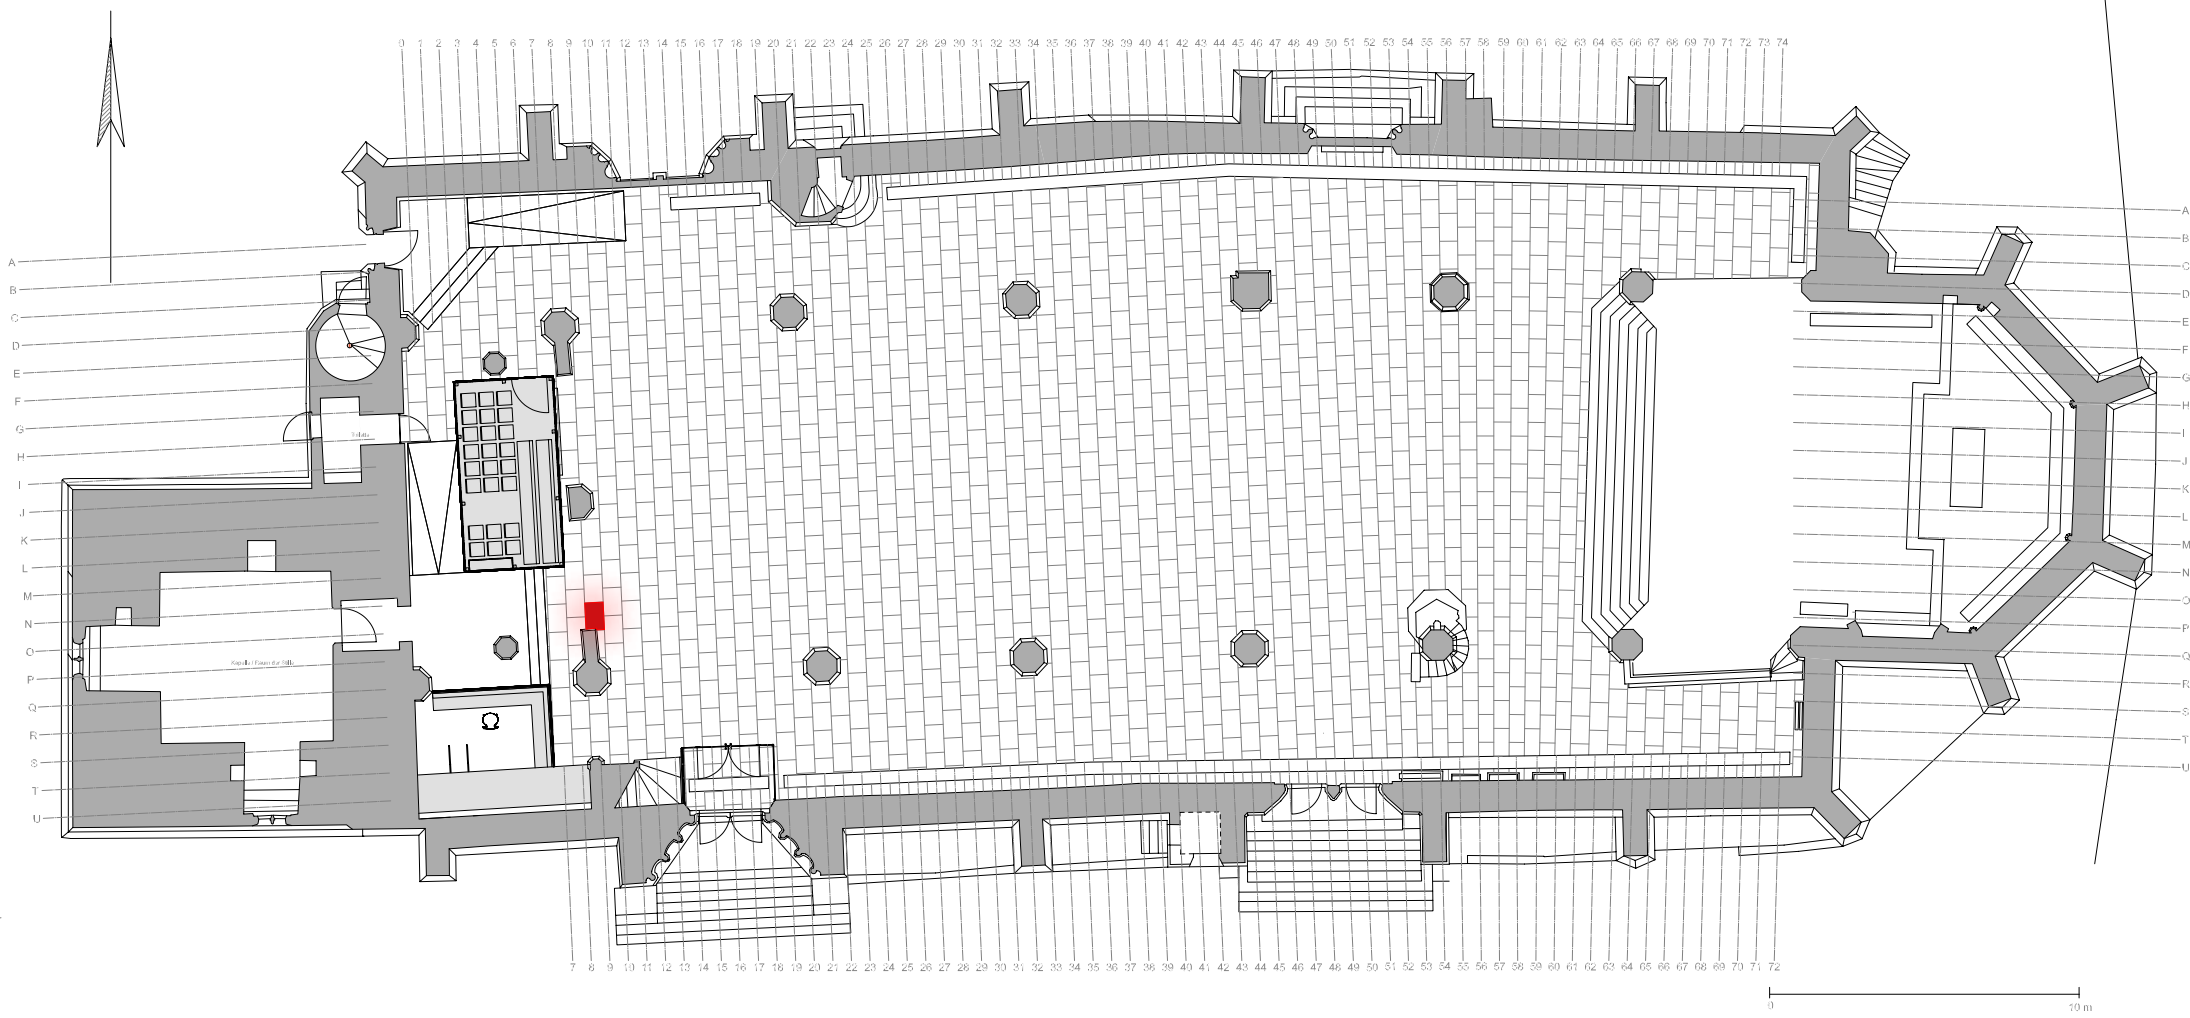 0 1 2 3 4 5 6 7 8 9 10 11 12 13 14 15 16 17 18 19 20 21 22 23 24 25 26 27 28 29 30 31 32 33 34 35 36 37 38 39 40 41 42 43 44 45 46 47 48 49 50 51 52 53 54 55 56 57 58 59 60 61 62 63 64 65 66 67 68 69 70 71 72 73 74
A A
B B
C C
D D
E E
F F
G G
H H
I I
J J
K K
L L
M M
N N
O O
P P
Q Q
R R
S S
T T
U U
7 8 9 10 11 12 13 14 15 16 17 18 19 20 21 22 23 24 25 26 27 28 29 30 31 32 33 34 35 36 37 38 39 40 41 42 43 44 45 46 47 48 49 50 51 52 53 54 55 56 57 58 59 60 61 62 63 64 65 66 67 68 69 70 71 72
0 10 m